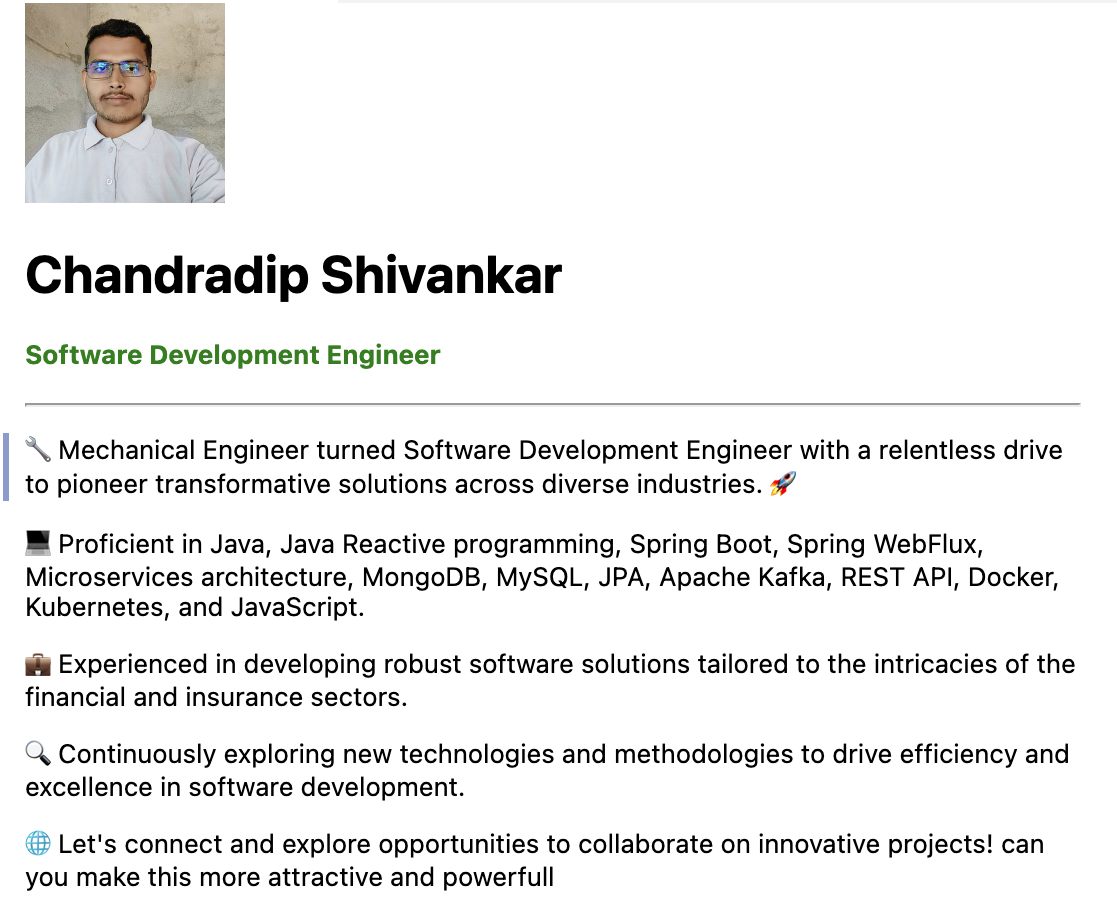 Chandradip Shivankar
Software Development Engineer
🔧 Mechanical Engineer turned Software Development Engineer with a relentless drive
to pioneer transformative solutions across diverse industries. 🚀
💻 Proficient in Java, Java Reactive programming, Spring Boot, Spring WebFlux,
Microservices architecture, MongoDB, MySQL, JPA, Apache Kafka, REST API, Docker,
Kubernetes, and JavaScript.
💼 Experienced in developing robust software solutions tailored to the intricacies of the
financial and insurance sectors.
🔍 Continuously exploring new technologies and methodologies to drive efficiency and
excellence in software development.
🌐 Let's connect and explore opportunities to collaborate on innovative projects! can
you make this more attractive and powerfull